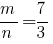 m/n = 7/3